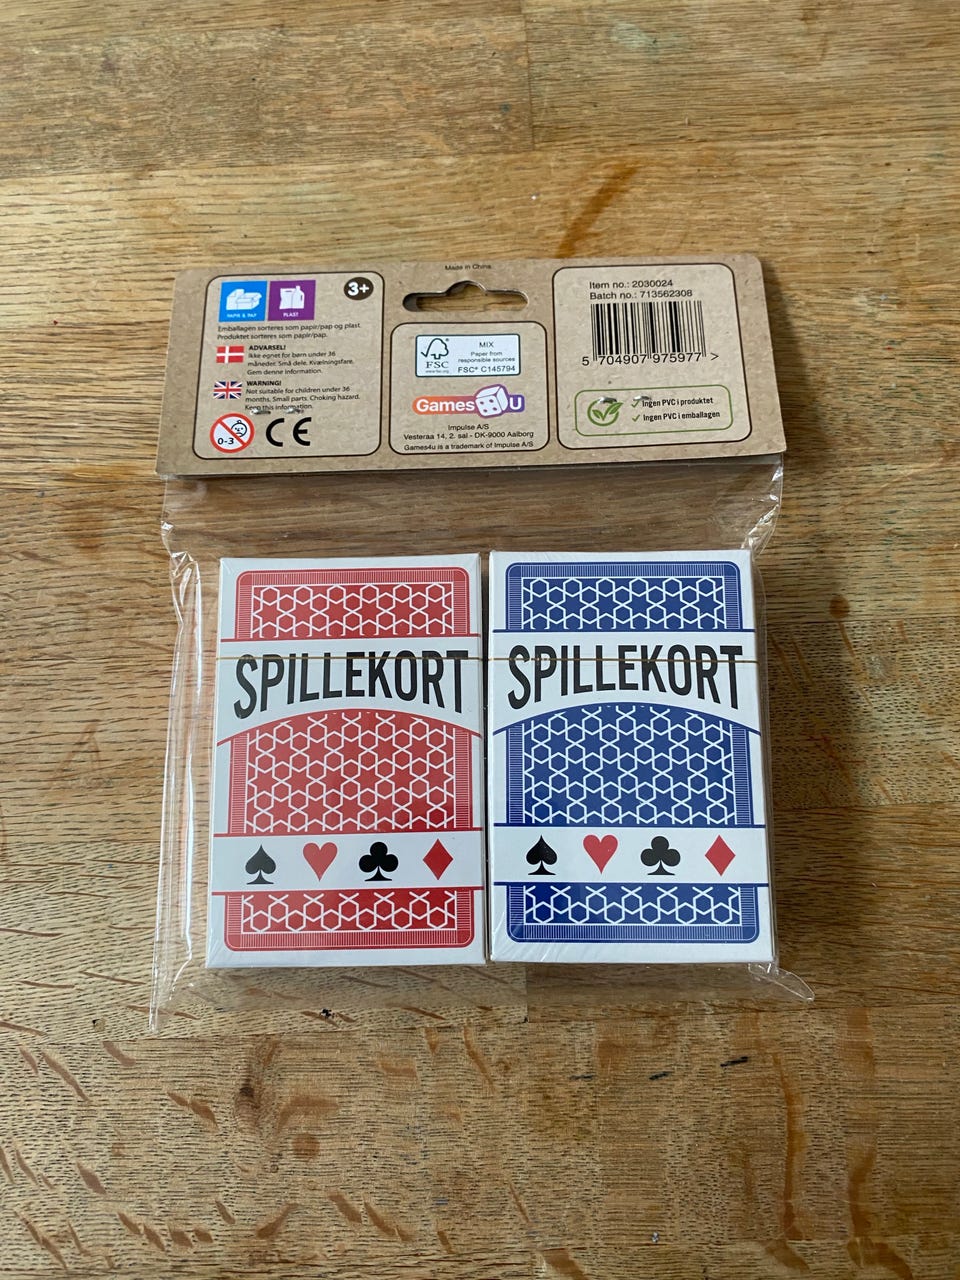 Made in China
PAPIR & PAP
PLAST
3+
Emballagen sorteres som papir/pap og plast.
Produktet sorteres som papir/pap.
ADVARSEL!
Ikke egnet for børn under 36
måneder. Små dele. Kvælningsfare.
Gem denne information.
WARNING!
Not suitable for children under 36
months. Small parts. Choking hazard.
Keep this information.
0-3
CE
FSC
www.fsc.org
MIX
Paper from
responsible sources
FSC® C145794
Games U
Impulse A/S
Vesteraa 14, 2. sal - DK-9000 Aalborg
Games4u is a trademark of Impulse A/S
Item no.: 2030024
Batch no.: 713562308
5 704907 975977 >
Ingen PVC i produktet
Ingen PVC i emballagen
SPILLEKORT
SPILLEKORT